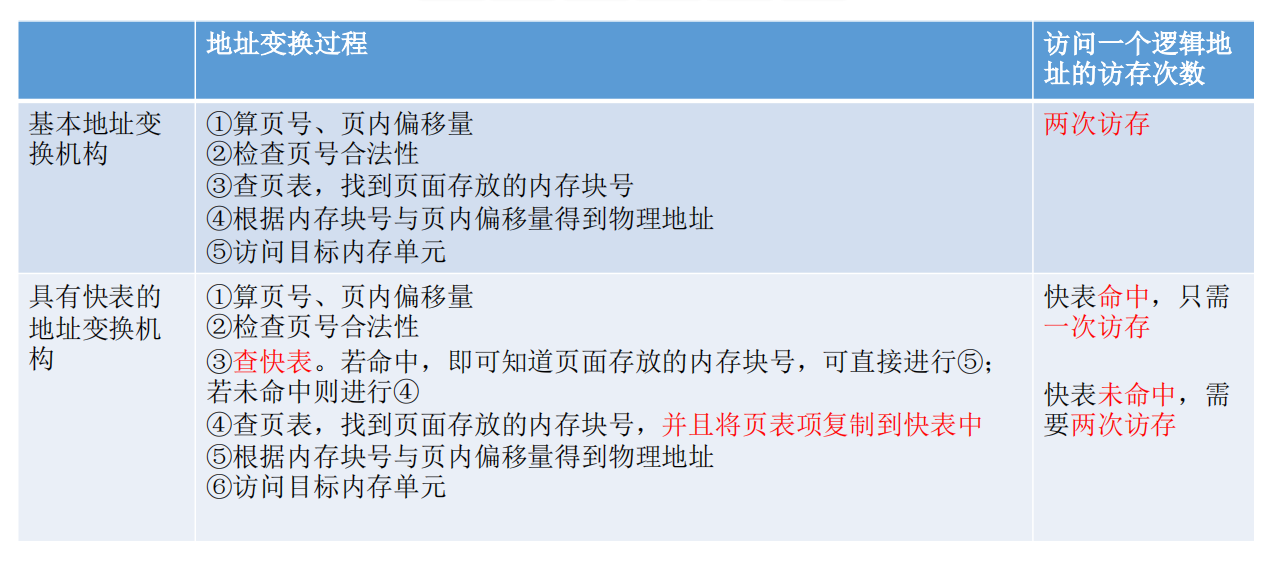 地址变换过程
访问一个逻辑地
址的访存次数
基本地址变
换机构
①算页号、页内偏移量
②检查页号合法性
③查页表，找到页面存放的内存块号
④根据内存块号与页内偏移量得到物理地址
⑤访问目标内存单元
两次访存
具有快表的
地址变换机
构
①算页号、页内偏移量
②检查页号合法性
③查快表。若命中，即可知道页面存放的内存块号，可直接进行⑤；
若未命中则进行④
④查页表，找到页面存放的内存块号，并且将页表项复制到快表中
⑤根据内存块号与页内偏移量得到物理地址
⑥访问目标内存单元
快表命中，只需
一次访存
快表未命中，需
要两次访存